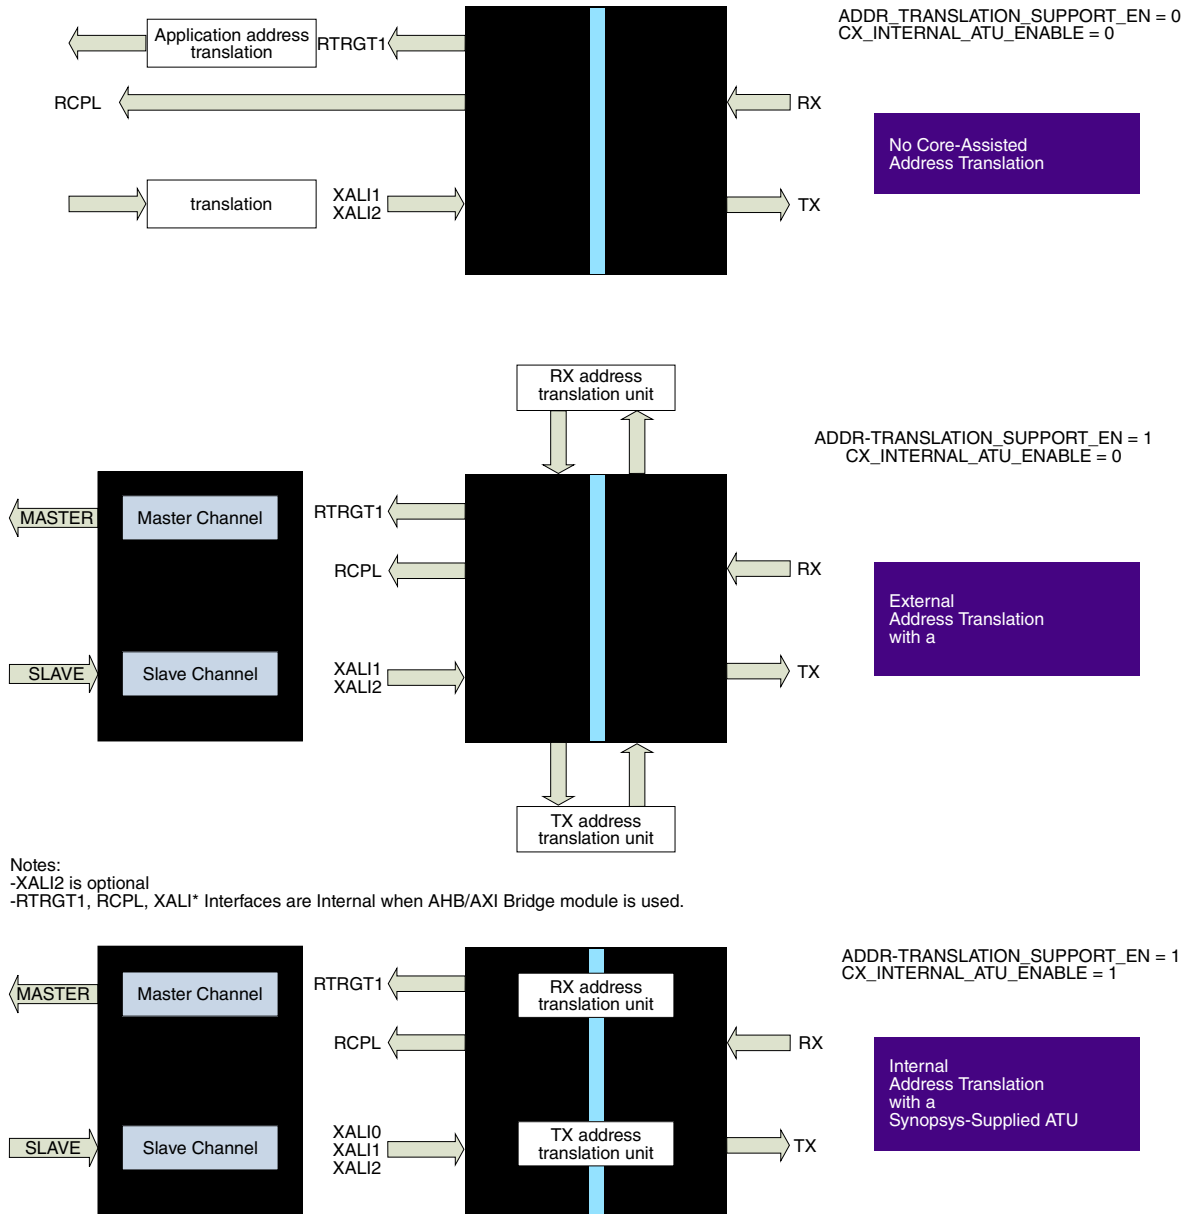 ADDR_TRANSLATION_SUPPORT_EN = 0
CX_INTERNAL_ATU_ENABLE = 0
Application address
translation
RTRGT1
RCPL
RX
No Core-Assisted
Address Translation
translation
XALI1
XALI2
TX
RX address
translation unit
ADDR-TRANSLATION_SUPPORT_EN = 1
CX_INTERNAL_ATU_ENABLE = 0
MASTER
Master Channel
RTRGT1
RCPL
RX
External
Address Translation
with a
SLAVE
Slave Channel
XALI1
XALI2
TX
TX address
translation unit
Notes:
-XALI2 is optional
-RTRGT1, RCPL, XALI* Interfaces are Internal when AHB/AXI Bridge module is used.
ADDR-TRANSLATION_SUPPORT_EN = 1
CX_INTERNAL_ATU_ENABLE = 1
MASTER
Master Channel
RTRGT1
RX address
translation unit
RCPL
RX
Internal
Address Translation
with a
Synopsys-Supplied ATU
SLAVE
Slave Channel
XALI0
XALI1
XALI2
TX address
translation unit
TX